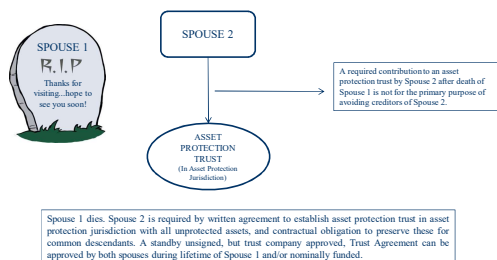 SPOUSE 1
R.I.P
Thanks for
visiting...hope to
see you soon!
SPOUSE 2
A required contribution to an asset
protection trust by Spouse 2 after death of
Spouse 1 is not for the primary purpose of
avoiding creditors of Spouse 2.
ASSET
PROTECTION
TRUST
(In Asset Protection
Jurisdiction)
Spouse 1 dies. Spouse 2 is required by written agreement to establish asset protection trust in asset
protection jurisdiction with all unprotected assets, and contractual obligation to preserve these for
common descendants. A standby unsigned, but trust company approved, Trust Agreement can be
approved by both spouses during lifetime of Spouse 1 and/or nominally funded.